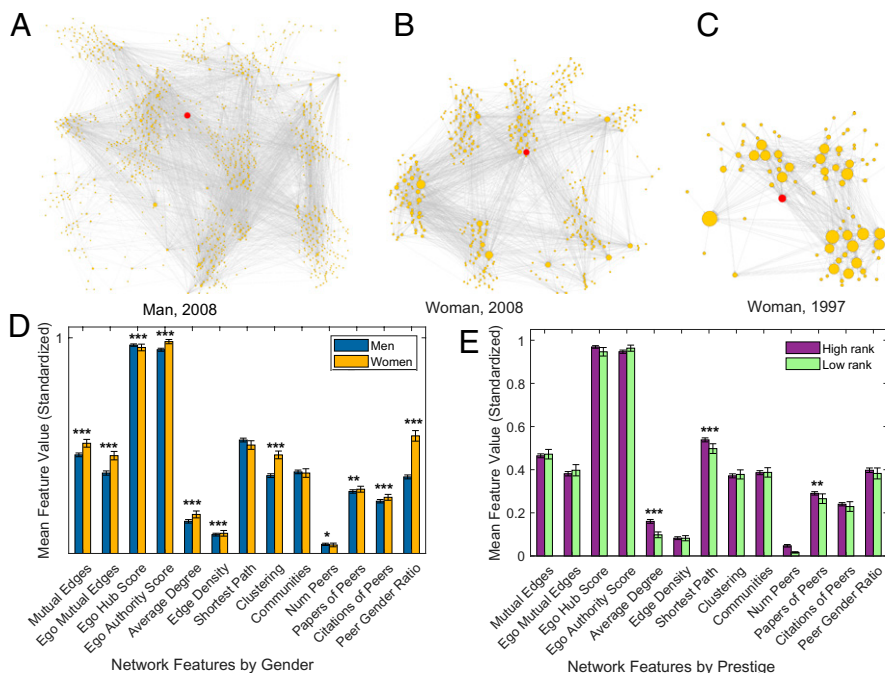 A
B
C
Man, 2008
Woman, 2008
Woman, 1997
D
Mean Feature Value (Standardized)
1
***
***
***
***
***
***
***
*
**
***
***
Men
Women
Mutual Edges
Ego Mutual Edges
Ego Hub Score
Ego Authority Score
Average Degree
Edge Density
Shortest Path
Clustering
Communities
Num Peers
Papers of Peers
Citations of Peers
Peer Gender Ratio
Network Features by Gender
E
Mean Feature Value (Standardized)
1
0.8
0.6
0.4
0.2
0
***
***
**
High rank
Low rank
Mutual Edges
Ego Mutual Edges
Ego Hub Score
Ego Authority Score
Average Degree
Edge Density
Shortest Path
Clustering
Communities
Num Peers
Papers of Peers
Citations of Peers
Peer Gender Ratio
Network Features by Prestige